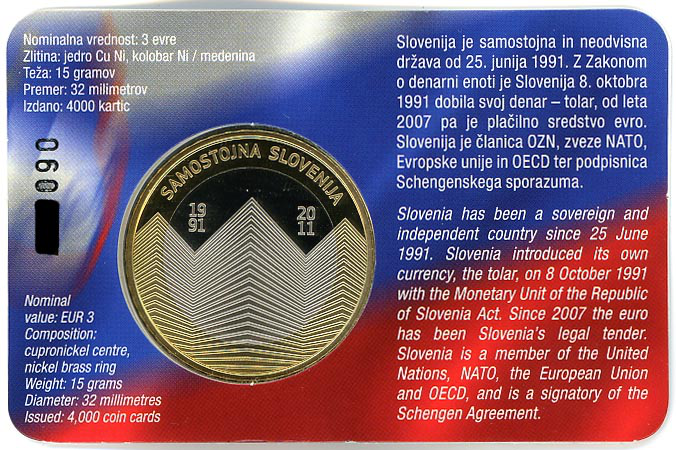 Nominalna vrednost: 3 evre
Zlitina: jedro Cu Ni, kolobar Ni / medenina
Teža: 15 gramov
Premer: 32 milimetrov
Izdano: 4000 kartic
090
SAMOSTOJNA SLOVENIJA
19
91
20
11
Nominal
value: EUR 3
Composition:
cupronickel centre,
nickel brass ring
Weight: 15 grams
Diameter: 32 millimetres
Issued: 4,000 coin cards
Slovenija je samostojna in neodvisna
država od 25. junija 1991. Z Zakonom
o denarni enoti je Slovenija 8. oktobra
1991 dobila svoj denar – tolar, od leta
2007 pa je plačilno sredstvo evro.
Slovenija je članica OZN, zveze NATO,
Evropske unije in OECD ter podpisnica
Schengenskega sporazuma.
Slovenia has been a sovereign and
independent country since 25 June
1991. Slovenia introduced its own
currency, the tolar, on 8 October 1991
with the Monetary Unit of the Republic
of Slovenia Act. Since 2007 the euro
has been Slovenia's legal tender.
Slovenia is a member of the United
Nations, NATO, the European Union
and OECD, and is a signatory of the
Schengen Agreement.